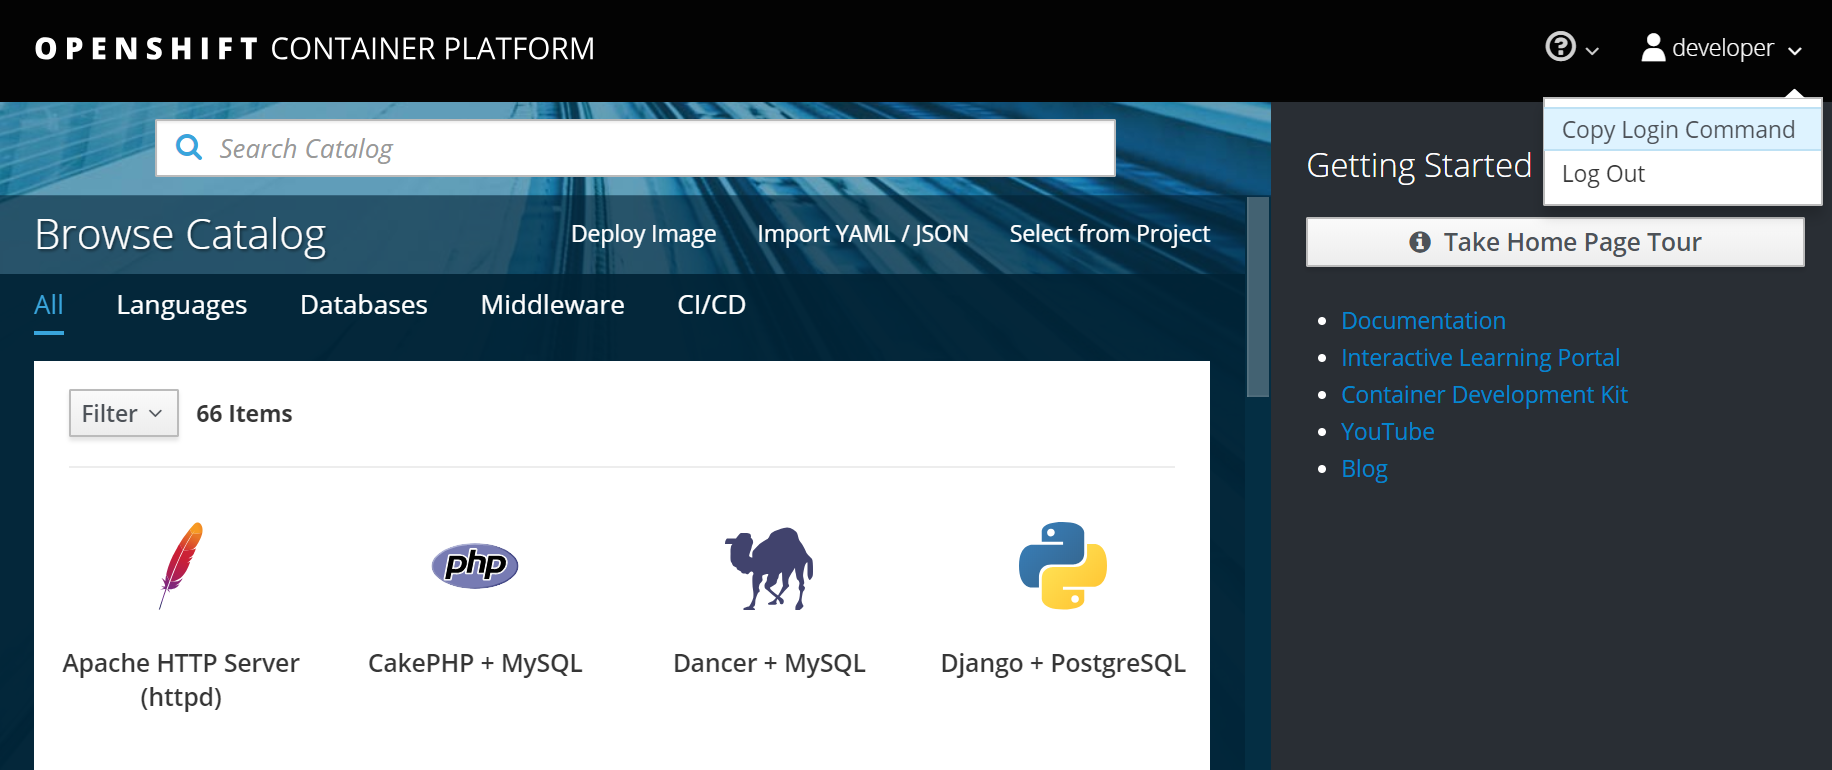 OPENSHIFT CONTAINER PLATFORM
developer
Copy Login Command
Log Out
Search Catalog
Browse Catalog
Deploy Image
Import YAML / JSON
Select from Project
All
Languages
Databases
Middleware
CI/CD
Filter
66 Items
php
Apache HTTP Server
(httpd)
CakePHP + MySQL
Dancer + MySQL
Django + PostgreSQL
Getting Started
Take Home Page Tour
Documentation
Interactive Learning Portal
Container Development Kit
YouTube
Blog